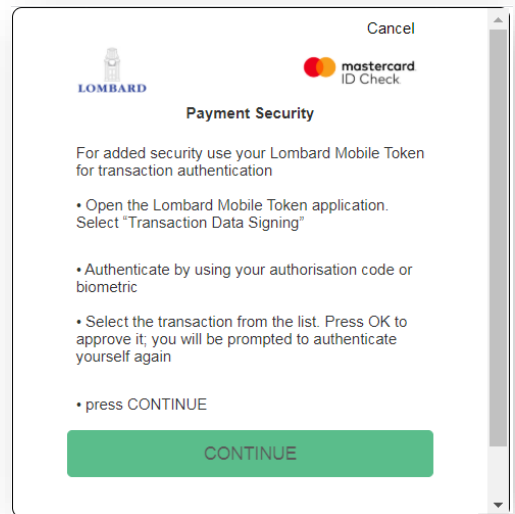 Cancel
LOMBARD
mastercard
ID Check
Payment Security
For added security use your Lombard Mobile Token
for transaction authentication
• Open the Lombard Mobile Token application.
Select “Transaction Data Signing”
• Authenticate by using your authorisation code or
biometric
• Select the transaction from the list. Press OK to
approve it; you will be prompted to authenticate
yourself again
• press CONTINUE
CONTINUE